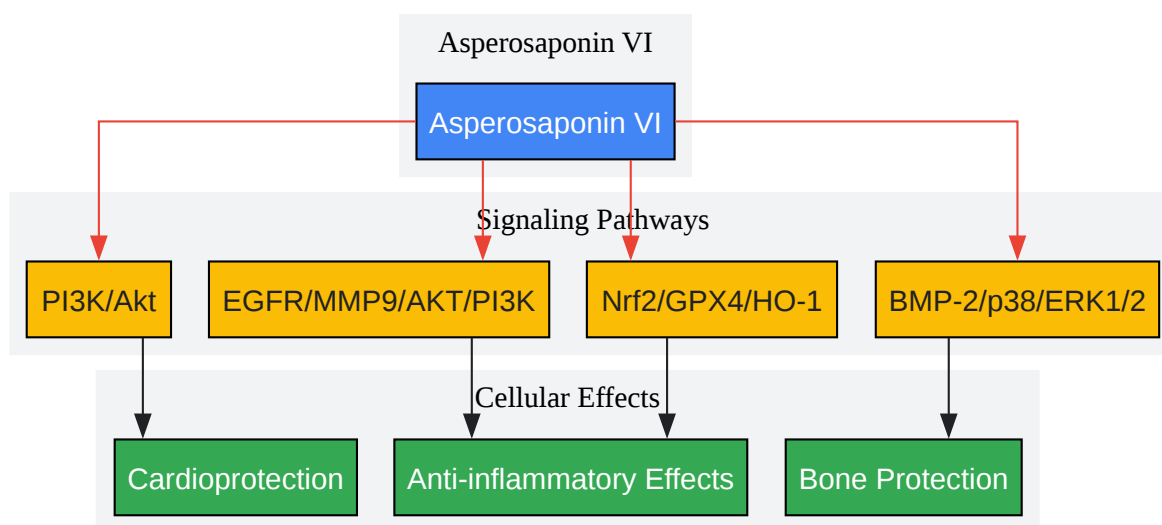 Asperosaponin VI
Asperosaponin VI
Signaling Pathways
PI3K/Akt
EGFR/MMP9/AKT/PI3K
Nrf2/GPX4/HO-1
BMP-2/p38/ERK1/2
Cellular Effects
Cardioprotection
Anti-inflammatory Effects
Bone Protection